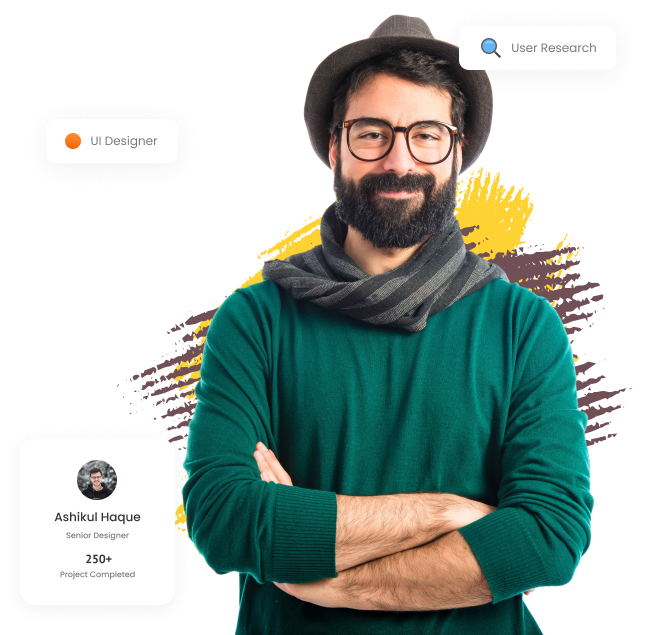 User Research
UI Designer
Ashikul Haque
Senior Designer
250+
Project Completed